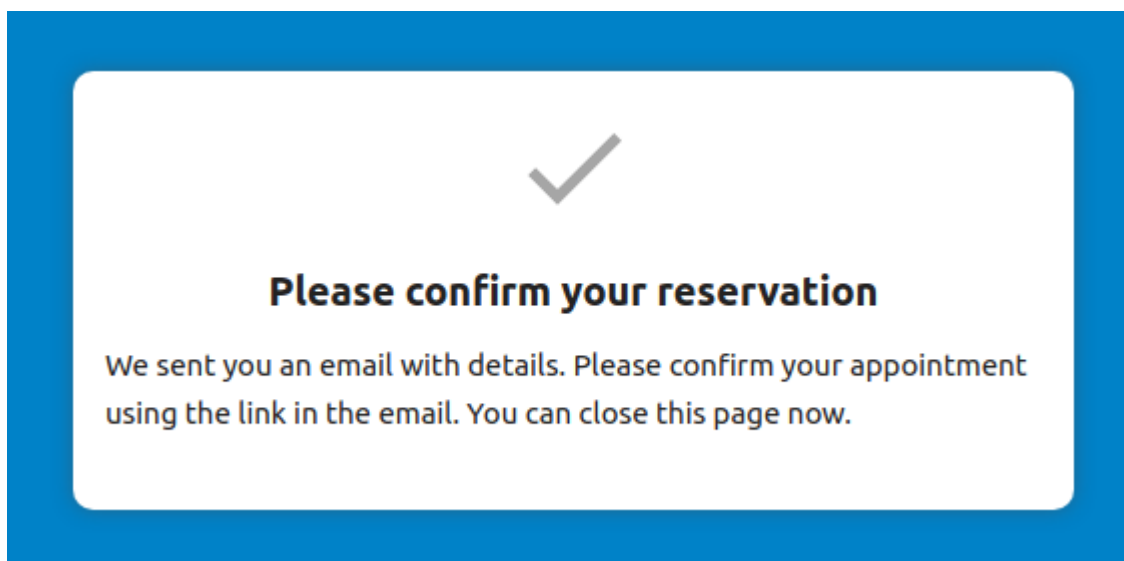 Please confirm your reservation
We sent you an email with details. Please confirm your appointment
using the link in the email. You can close this page now.